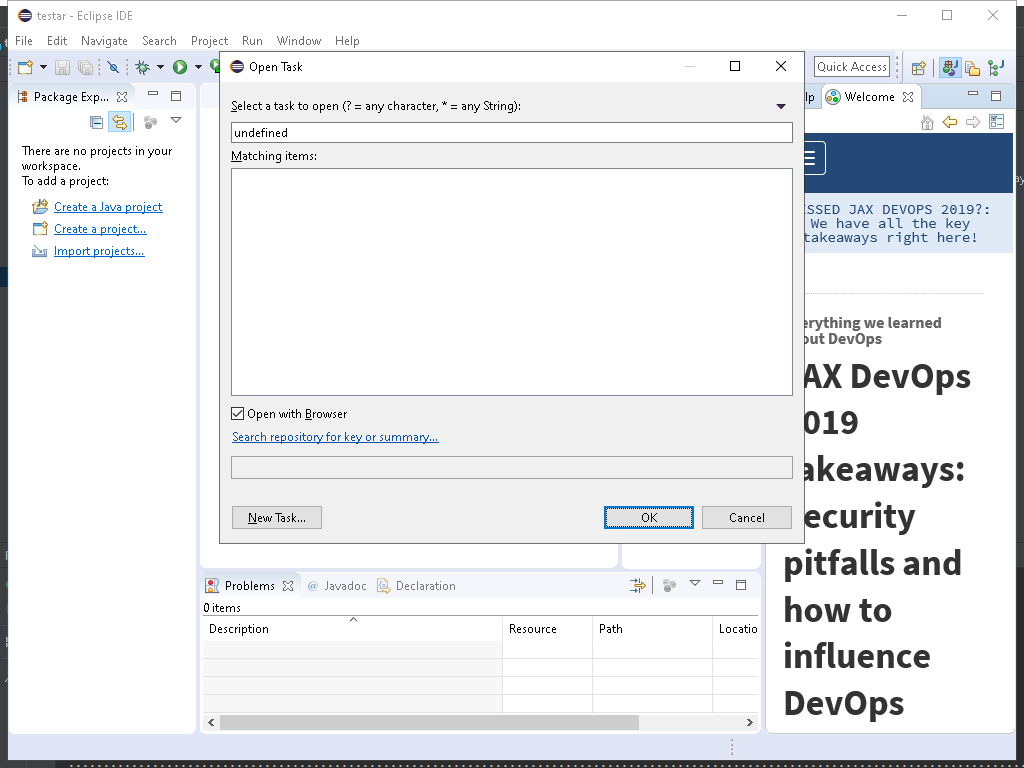 testar - Eclipse IDE
File Edit Navigate Search Project Run Window Help
Quick Access
Open Task
Select a task to open (? = any character, * = any String):
undefined
Matching items:
Open with Browser
Search repository for key or summary...
New Task...
OK
Cancel
Package Exp...
There are no projects in your
workspace.
To add a project:
Create a Java project
Create a project...
Import projects...
Welcome
SSED JAX DEVOPS 2019?:
We have all the key
takeaways right here!
erything we learned
out DevOps
AX DevOps
019
akeaways:
ecurity
pitfalls and
how to
influence
DevOps
Problems Javadoc Declaration
0 items
Description Resource Path Locatio